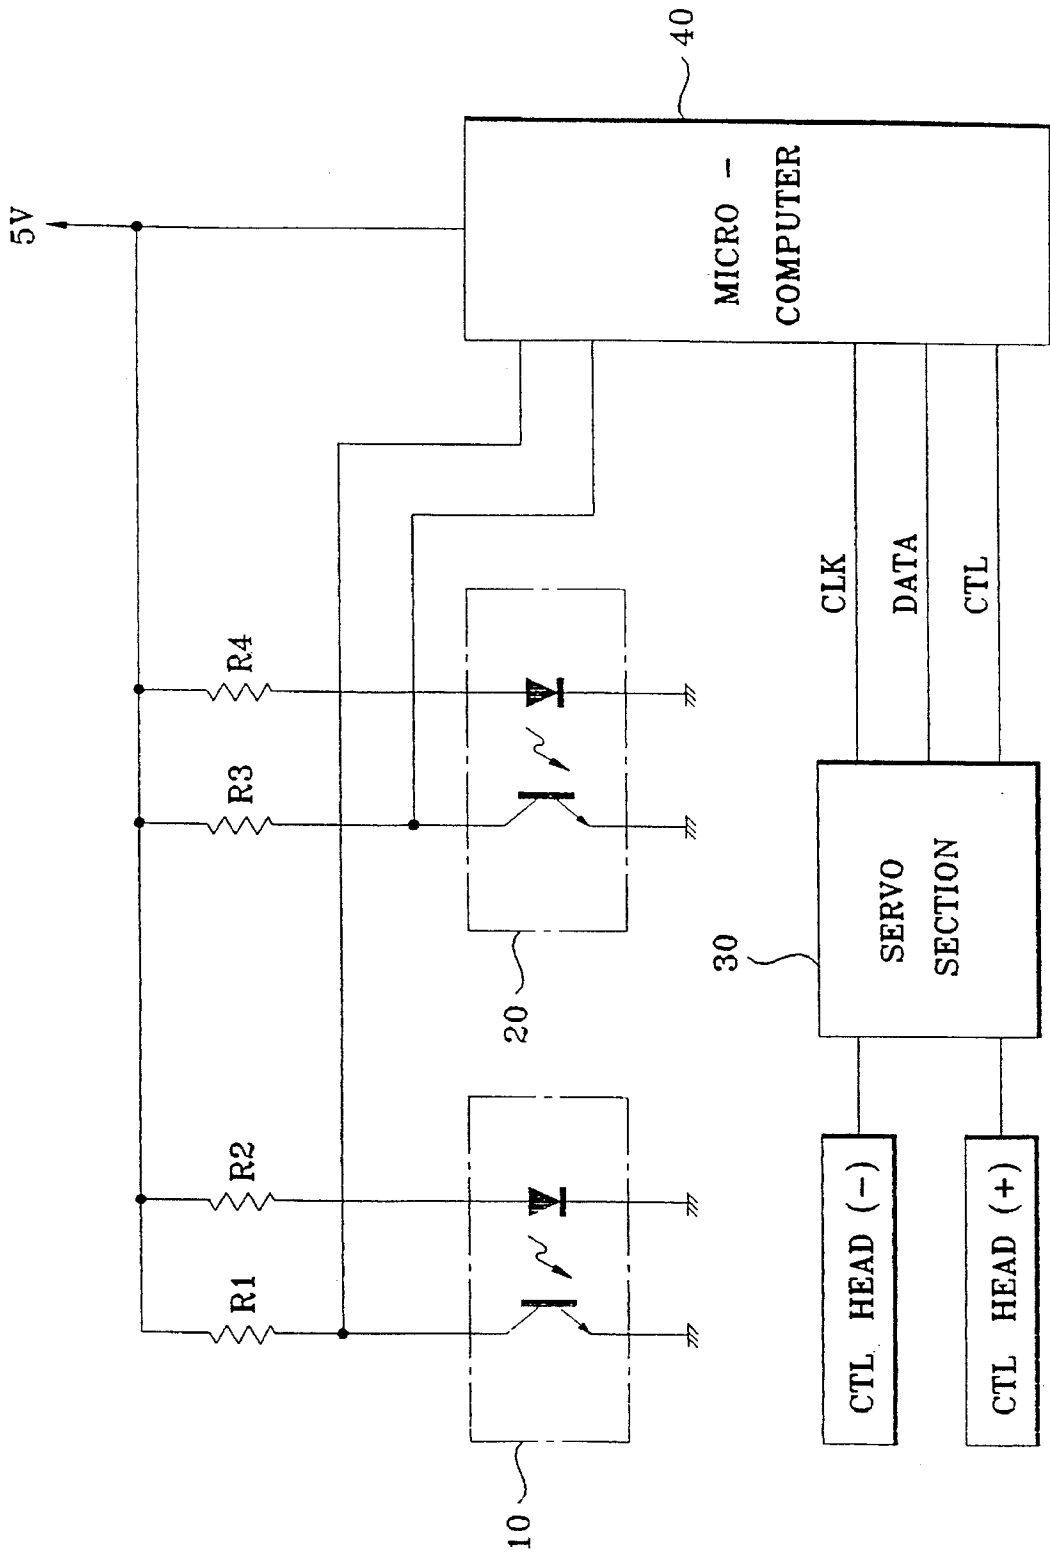 5V
R1
R2
R3
R4
10
20
30
40
MICRO -
COMPUTER
CLK
DATA
CTL
SERVO
SECTION
CTL HEAD (-)
CTL HEAD (+)